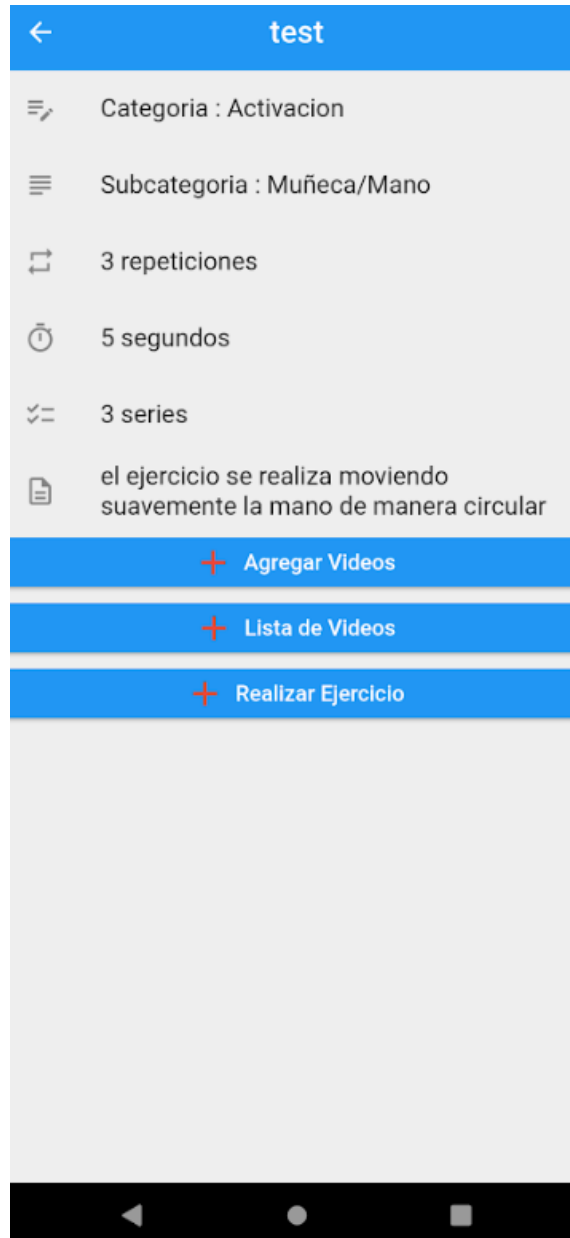 test
Categoria : Activacion
Subcategoria : Muñeca/Mano
3 repeticiones
5 segundos
3 series
el ejercicio se realiza moviendo
suavemente la mano de manera circular
Agregar Videos
Lista de Videos
Realizar Ejercicio